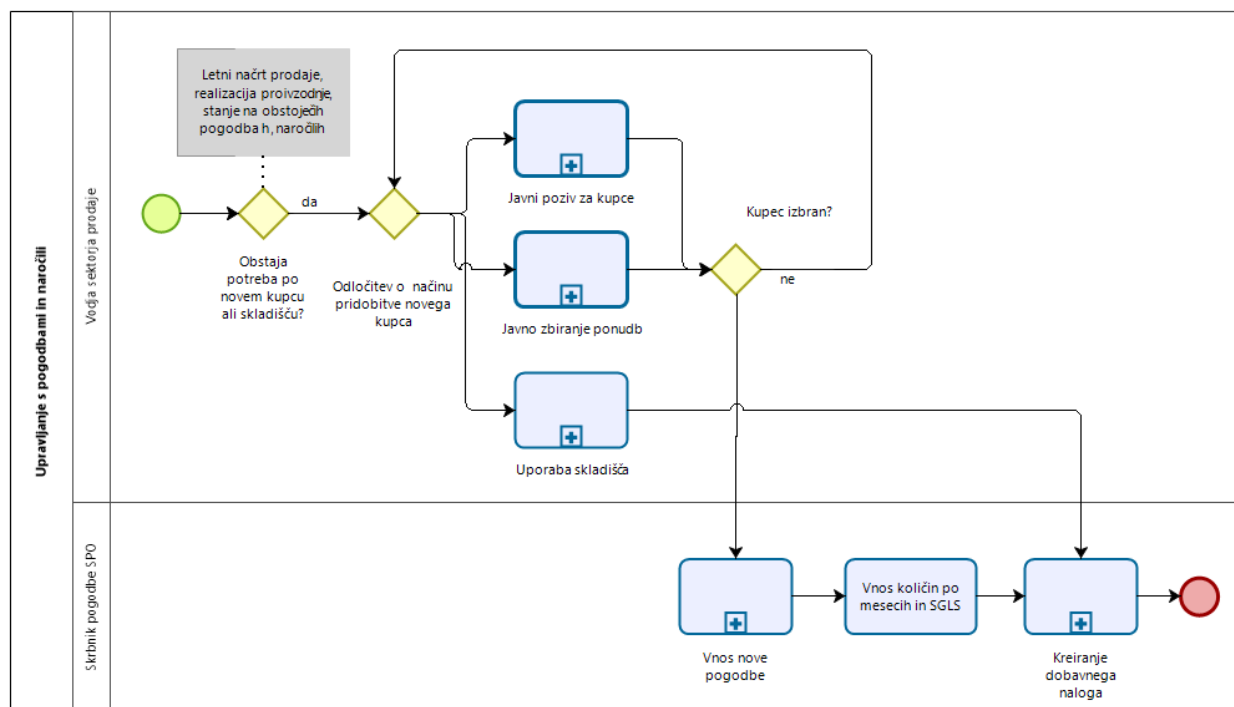 Upravljanje s pogodbami in naročili
Vodja sektorja prodaje
Letni načrt prodaje,
realizacija proivzodnje,
stanje na obstoječih
pogodba h, naročilih
da
Obstaja
potreba po
novem kupcu
ali skladišču?
Odločitev o načinu
pridobitve novega
kupca
Javni poziv za kupce
Javno zbiranje ponudb
Uporaba skladišča
Kupec izbran?
ne
Skrbnik pogodbe SPO
Vnos nove
pogodbe
Vnos količin po
mesecih in SGLS
Kreiranje
dobavnega
naloga